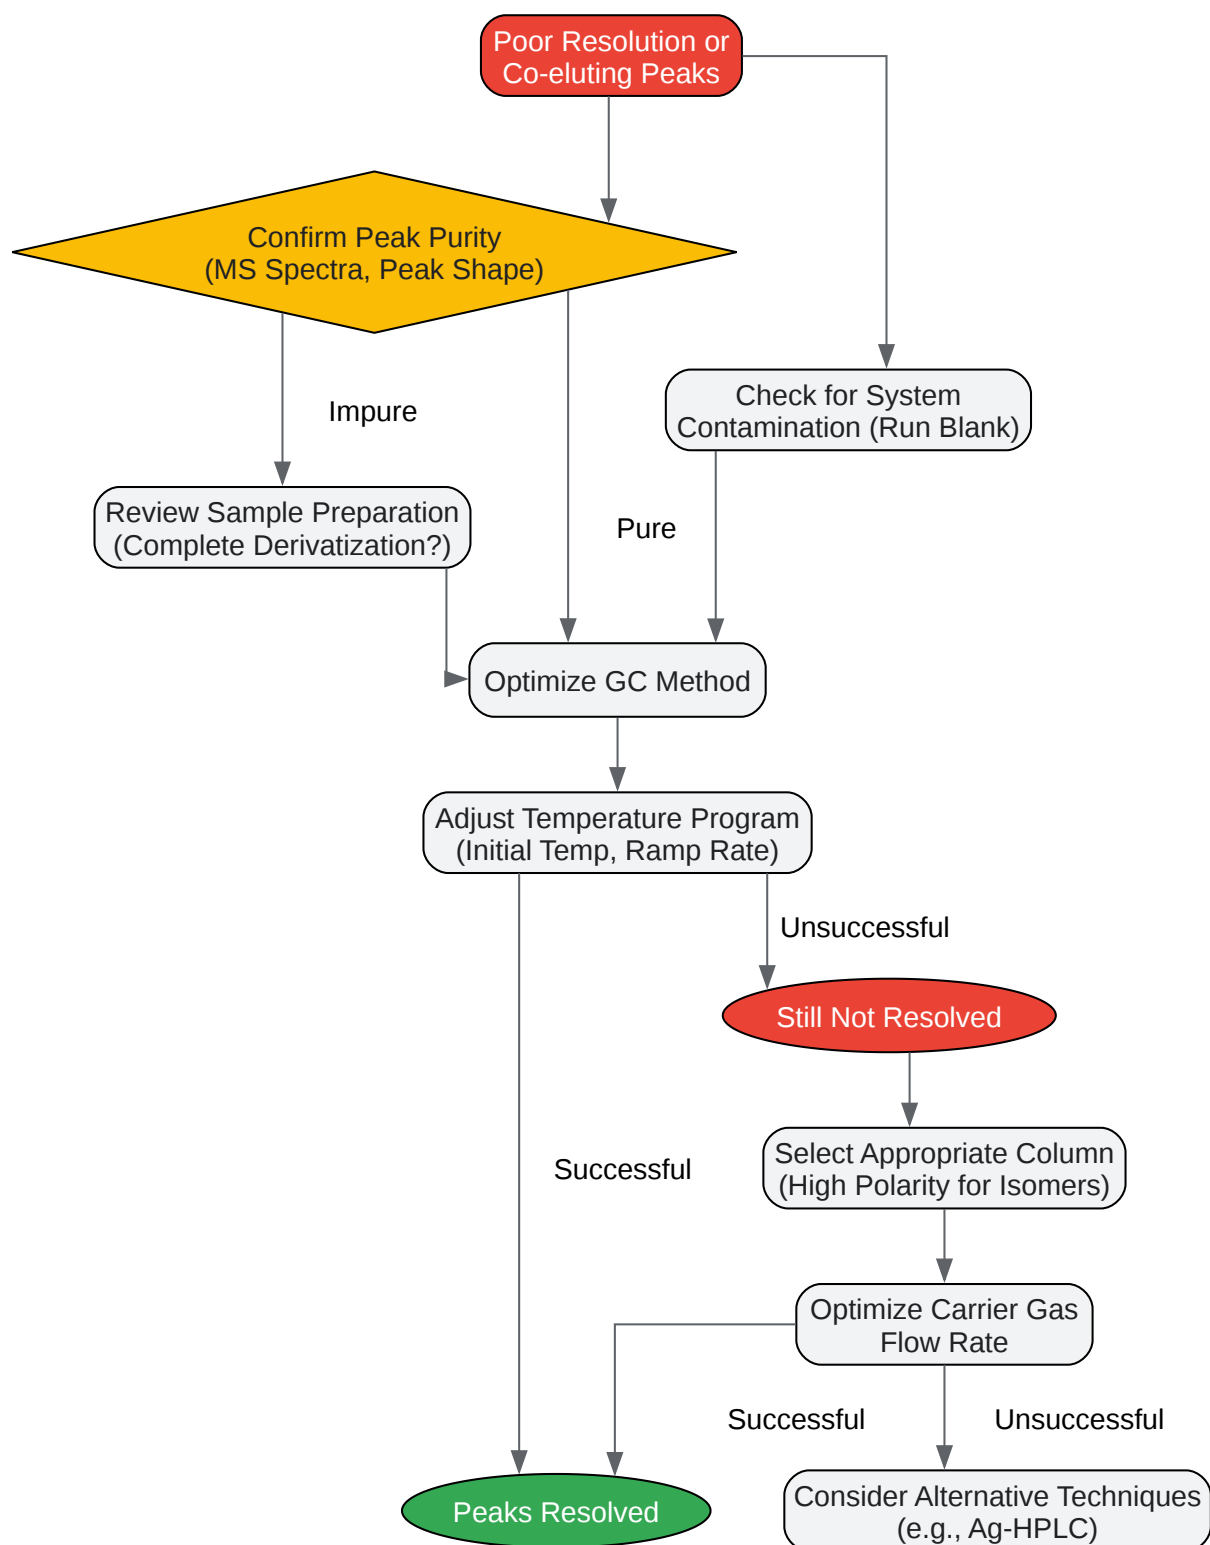 Poor Resolution or
Co-eluting Peaks
Confirm Peak Purity
(MS Spectra, Peak Shape)
Check for System
Contamination (Run Blank)
Impure
Review Sample Preparation
(Complete Derivatization?)
Pure
Optimize GC Method
Adjust Temperature Program
(Initial Temp, Ramp Rate)
Unsuccessful
Still Not Resolved
Select Appropriate Column
(High Polarity for Isomers)
Successful
Optimize Carrier Gas
Flow Rate
Successful
Unsuccessful
Peaks Resolved
Consider Alternative Techniques
(e.g., Ag-HPLC)